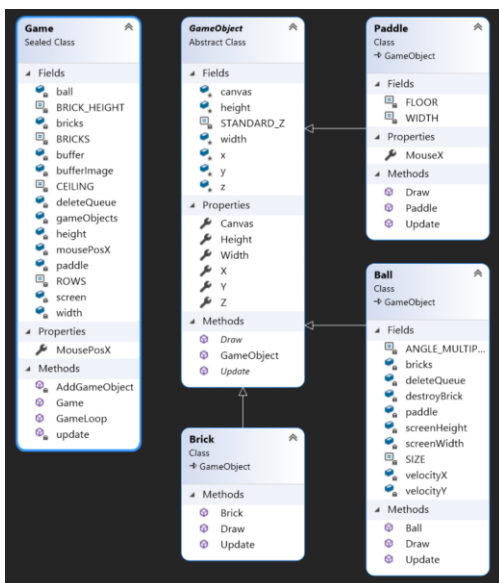 Game
Sealed Class
Fields
ball
BRICK_HEIGHT
bricks
BRICKS
buffer
bufferImage
CEILING
deleteQueue
gameObjects
height
mousePosX
paddle
ROWS
screen
width
Properties
MousePosX
Methods
AddGameObject
Game
GameLoop
update
GameObject
Abstract Class
Fields
canvas
height
STANDARD_Z
width
x
y
z
Properties
Canvas
Height
Width
X
Y
Z
Methods
Draw
GameObject
Update
Brick
Class
GameObject
Methods
Brick
Draw
Update
Paddle
Class
GameObject
Fields
FLOOR
WIDTH
Properties
MouseX
Methods
Draw
Paddle
Update
Ball
Class
GameObject
Fields
ANGLE_MULTIP...
bricks
deleteQueue
destroyBrick
paddle
screenHeight
screenWidth
SIZE
velocityX
velocityY
Methods
Ball
Draw
Update